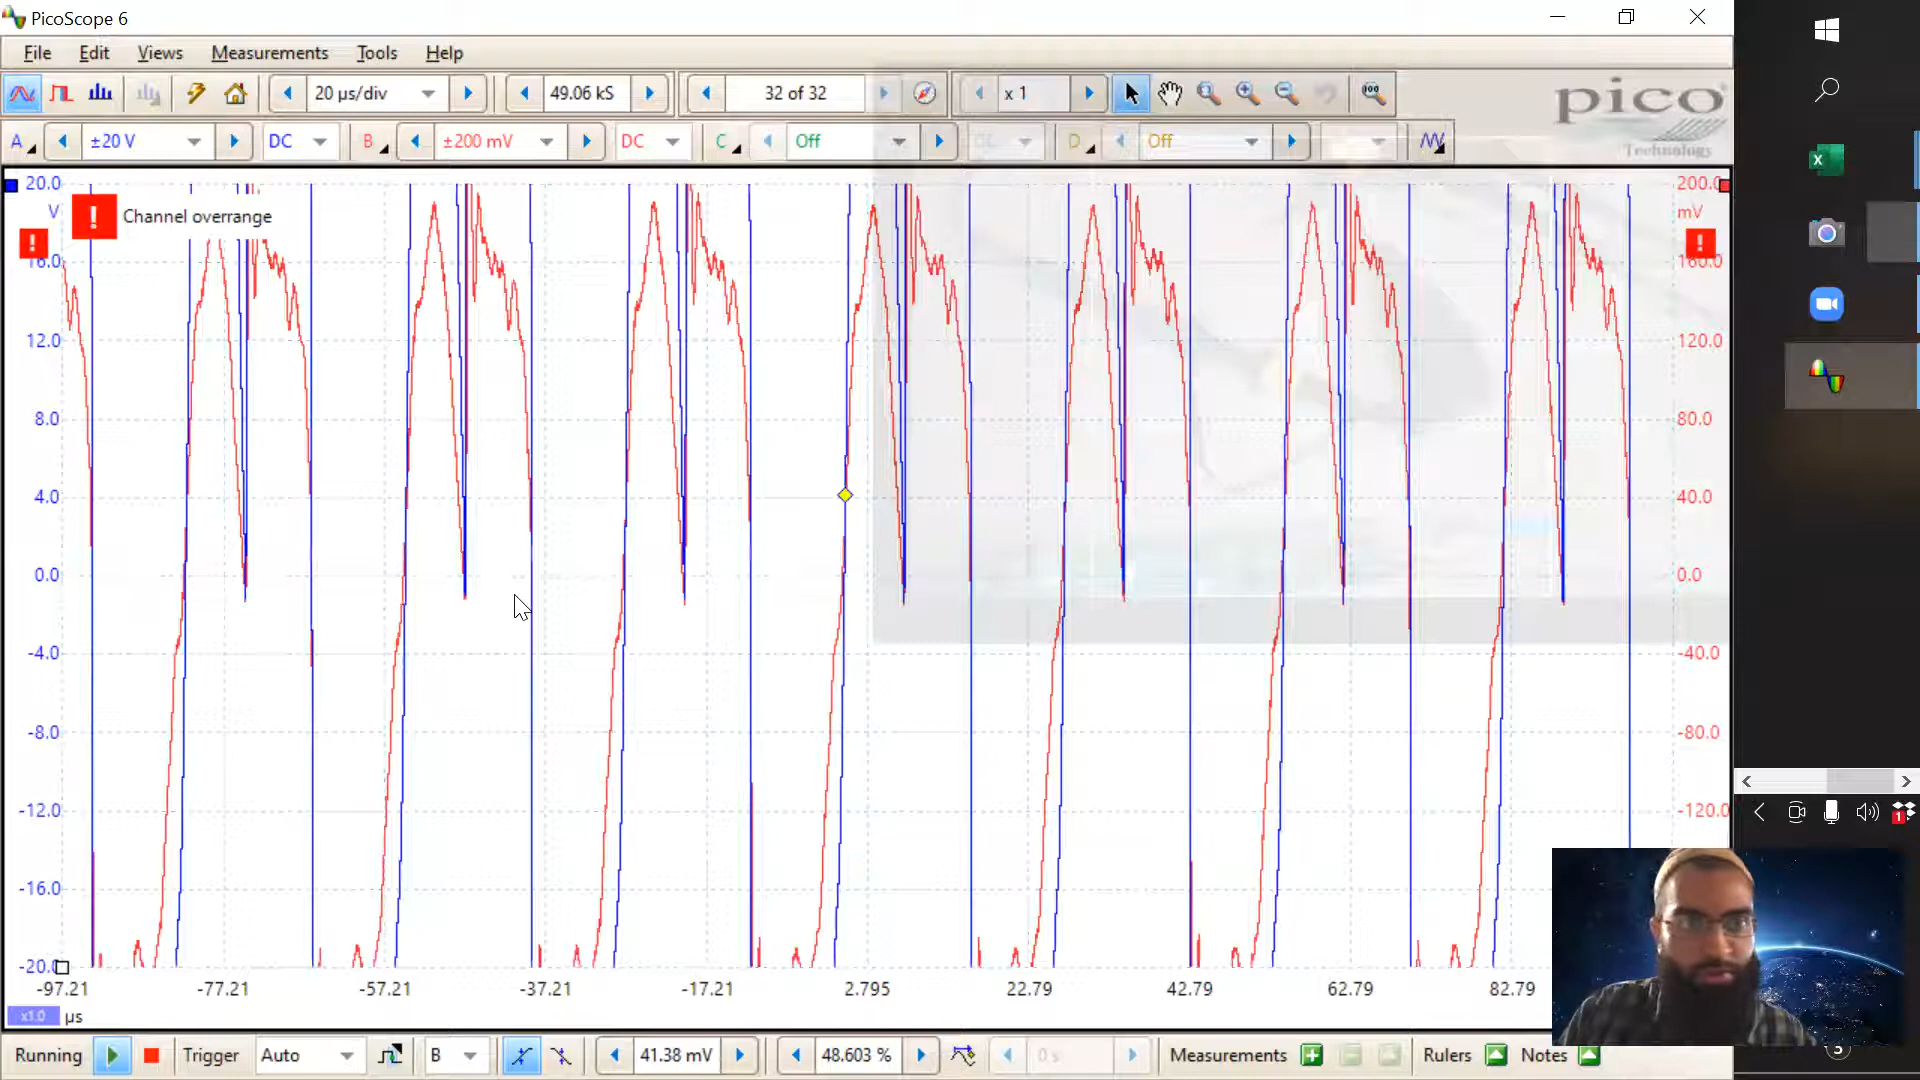 PicoScope 6
File Edit Views Measurements Tools Help
20 µs/div 49.06 kS 32 of 32 x 1
pico
Technology
A ±20 V DC B ±200 mV DC C Off DC D Off
20.0 200.0
V mV
! Channel overrange
! !
16.0 160.0
12.0 120.0
8.0 80.0
4.0 40.0
0.0 0.0
-4.0 -40.0
-8.0 -80.0
-12.0 -120.0
-16.0
-20.0
-97.21 -77.21 -57.21 -37.21 -17.21 2.795 22.79 42.79 62.79 82.79
x1.0 µs
Running Trigger Auto B 41.38 mV 48.603 % 0 s Measurements Rulers Notes
1
3